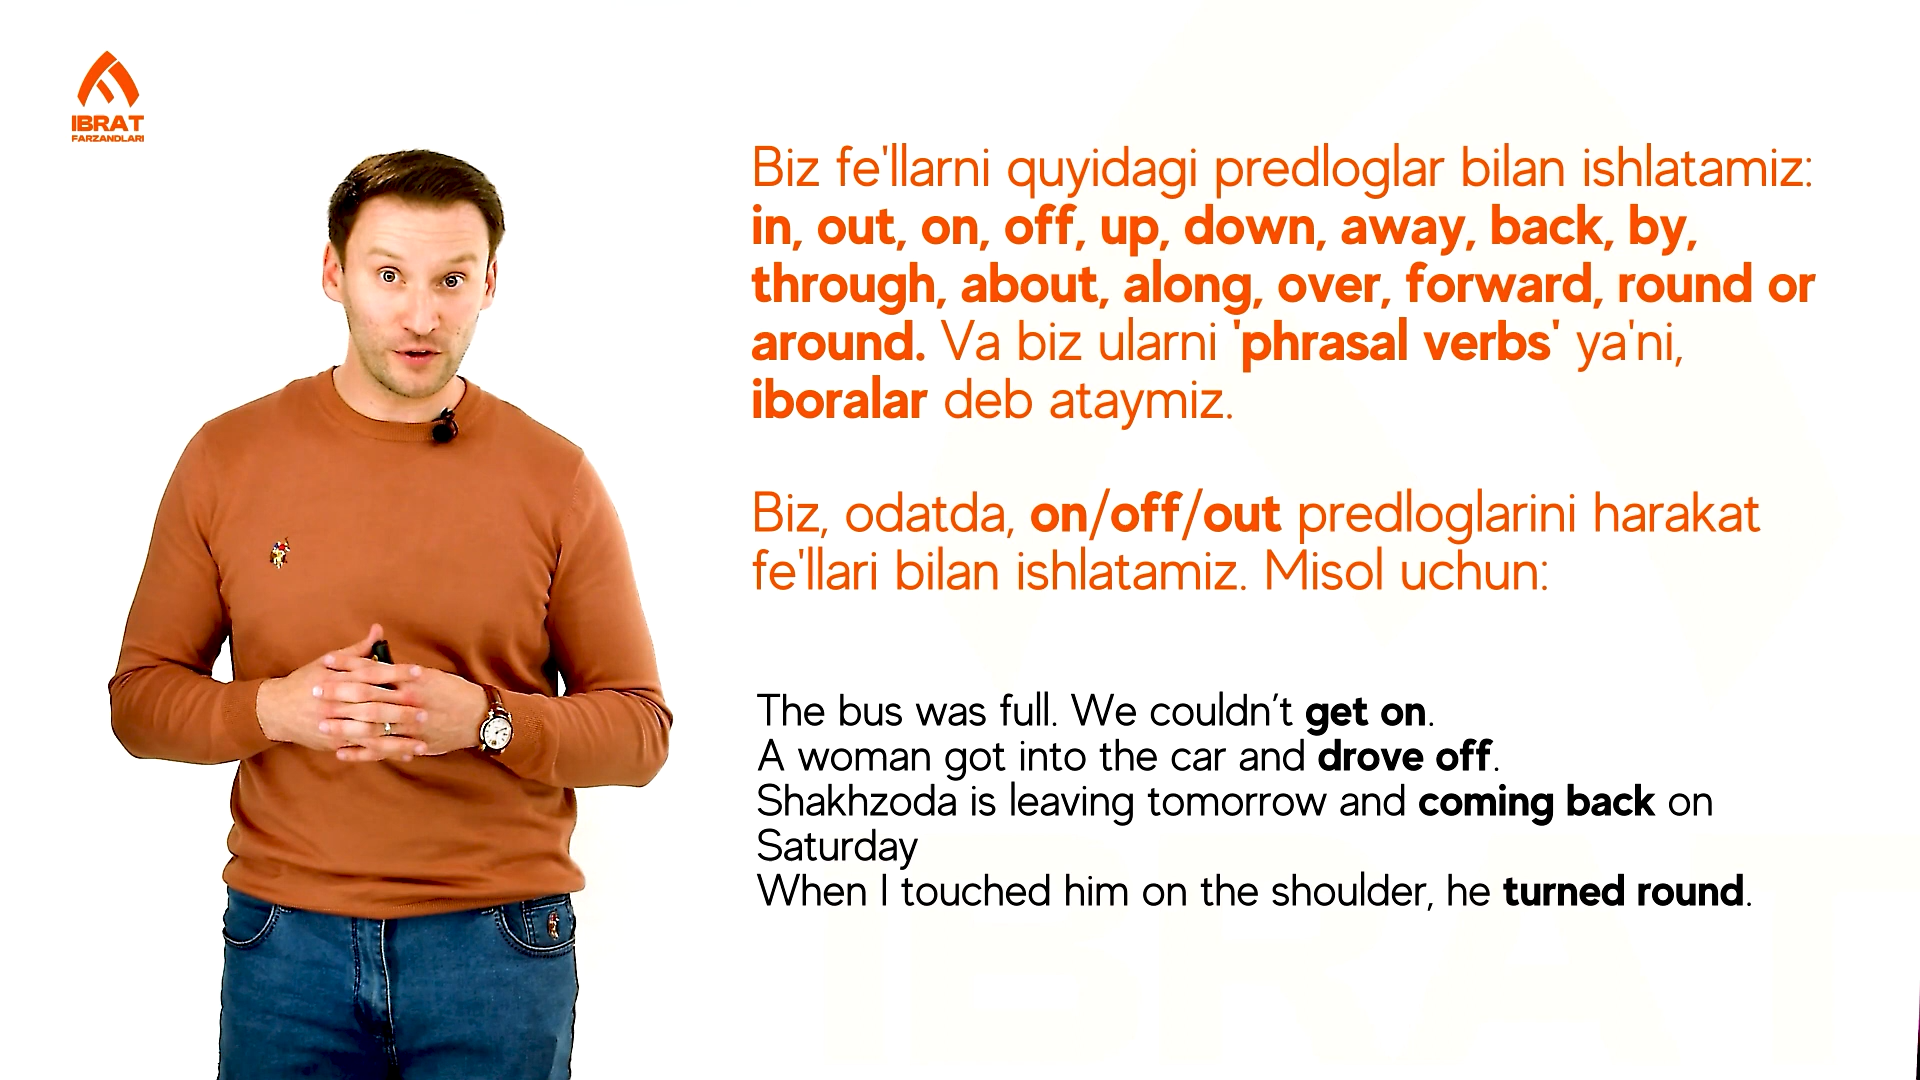 IBRAT
FARZANDLARI
Biz fe'llarni quyidagi predloglar bilan ishlatamiz:
in, out, on, off, up, down, away, back, by,
through, about, along, over, forward, round or
around. Va biz ularni 'phrasal verbs' ya'ni,
iboralar deb ataymiz.
Biz, odatda, on/off/out predloglarini harakat
fe'llari bilan ishlatamiz. Misol uchun:
The bus was full. We couldn’t get on.
A woman got into the car and drove off.
Shakhzoda is leaving tomorrow and coming back on
Saturday
When I touched him on the shoulder, he turned round.